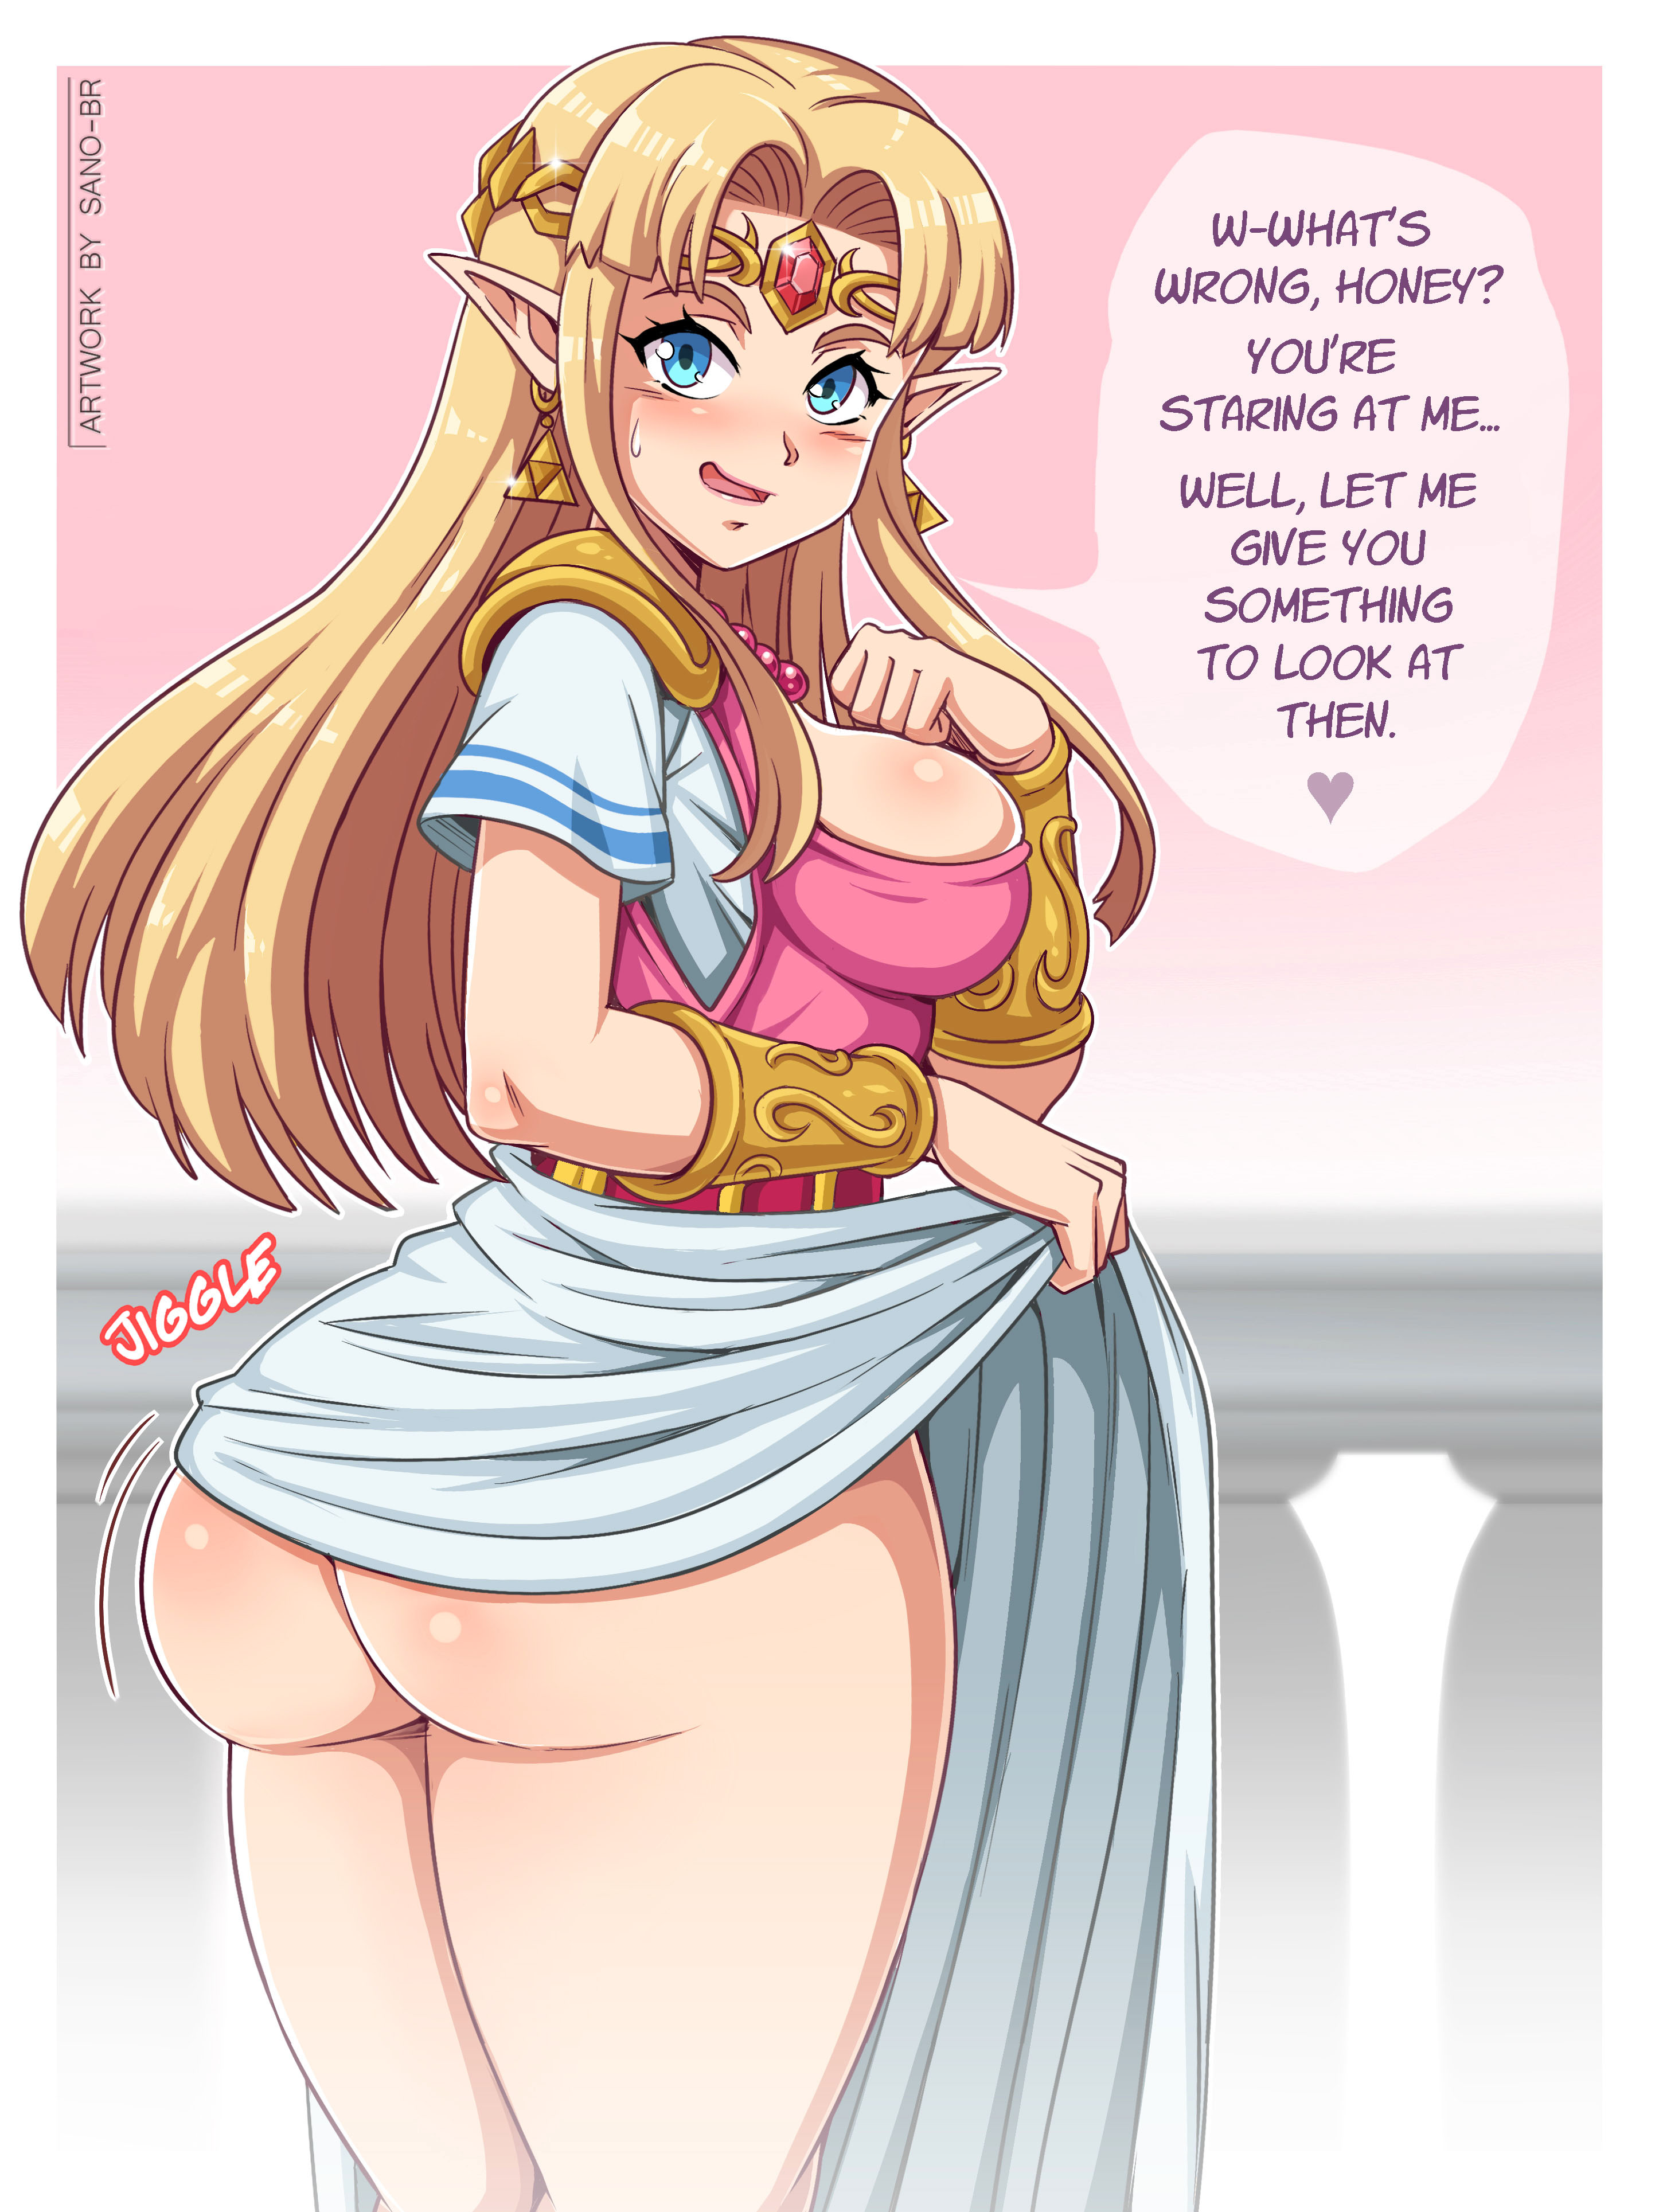 ARTWORK BY SANO-BR
W-WHAT'S
WRONG, HONEY?
YOU'RE
STARING AT ME...
WELL, LET ME
GIVE YOU
SOMETHING
TO LOOK AT
THEN.
JIGGLE